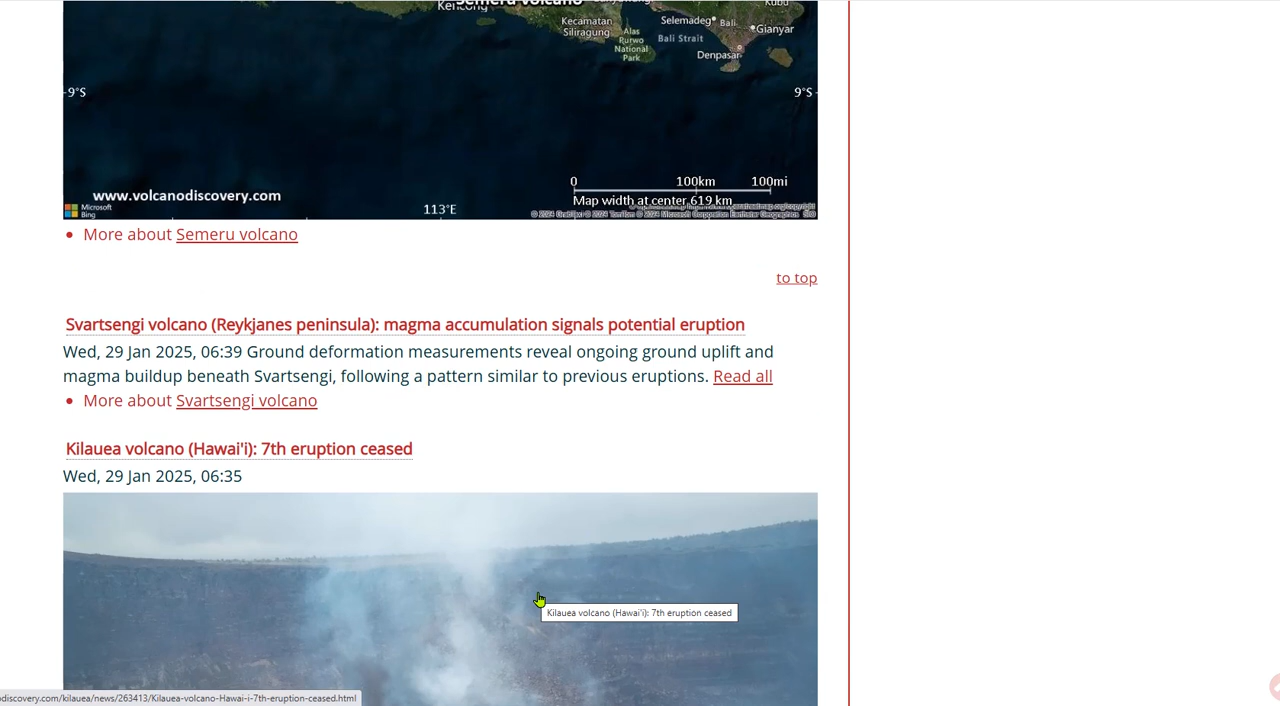 Kencong
Semeru volcano
Kecamatan
Siliragung
Alas
Purwo
National
Park
Selemadeg
Bali
Kubu
Gianyar
Bali Strait
Denpasar
9°S
9°S
0
100km
100mi
www.volcanodiscovery.com
Map width at center 619 km
Microsoft
Bing
113°E
• More about Semeru volcano
to top
Svartsengi volcano (Reykjanes peninsula): magma accumulation signals potential eruption
Wed, 29 Jan 2025, 06:39 Ground deformation measurements reveal ongoing ground uplift and
magma buildup beneath Svartsengi, following a pattern similar to previous eruptions. Read all
• More about Svartsengi volcano
Kilauea volcano (Hawai'i): 7th eruption ceased
Wed, 29 Jan 2025, 06:35
Kilauea volcano (Hawai'i): 7th eruption ceased
discovery.com/kilauea/news/263413/Kilauea-volcano-Hawai-i-7th-eruption-ceased.html